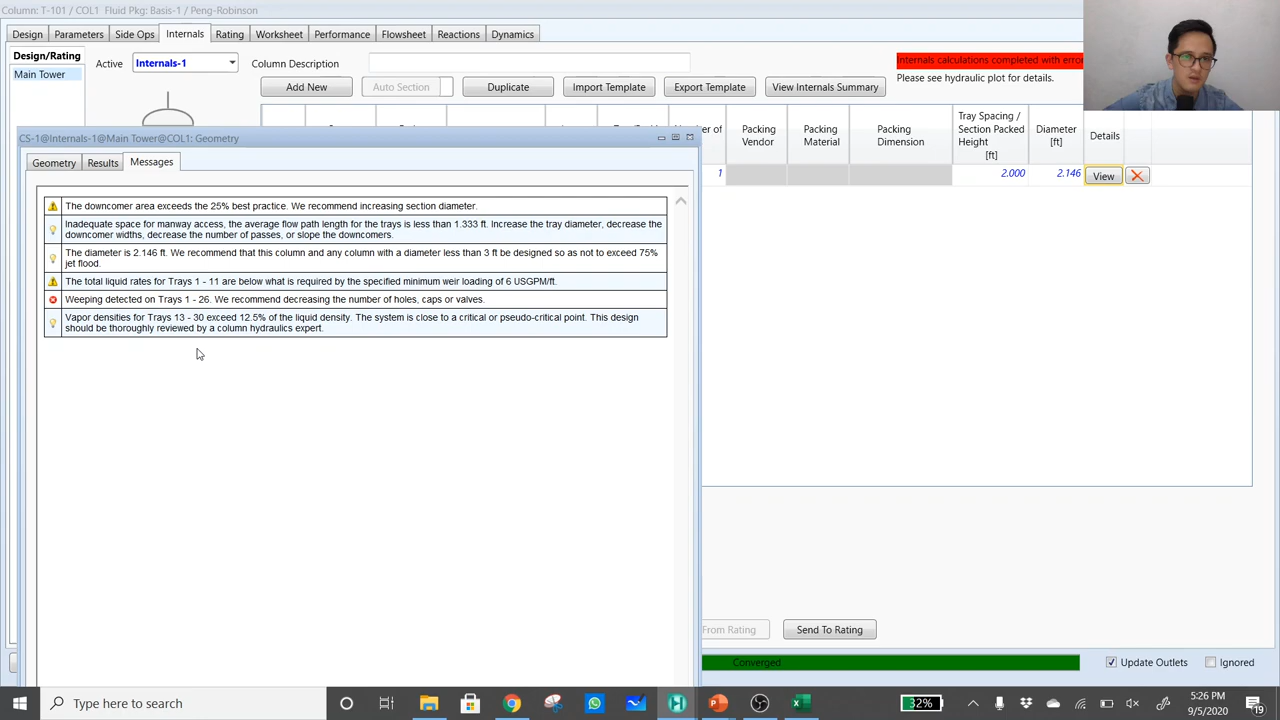 Column: T-101 / COL1 Fluid Pkg: Basis-1 / Peng-Robinson
Design Parameters Side Ops Internals Rating Worksheet Performance Flowsheet Reactions Dynamics
Design/Rating
Main Tower
Active Internals-1 Column Description
Internals calculations completed with error
Please see hydraulic plot for details.
Add New Auto Section Duplicate Import Template Export Template View Internals Summary
Number of
Packing Vendor
Packing Material
Packing Dimension
Tray Spacing /
Section Packed
Height
[ft]
Diameter
[ft]
Details
1 2.000 2.146 View
CS-1@Internals-1@Main Tower@COL1: Geometry
Geometry Results Messages
The downcomer area exceeds the 25% best practice. We recommend increasing section diameter.
Inadequate space for manway access, the average flow path length for the trays is less than 1.333 ft. Increase the tray diameter, decrease the
downcomer widths, decrease the number of passes, or slope the downcomers.
The diameter is 2.146 ft. We recommend that this column and any column with a diameter less than 3 ft be designed so as not to exceed 75%
jet flood.
The total liquid rates for Trays 1 - 11 are below what is required by the specified minimum weir loading of 6 USGPM/ft.
Weeping detected on Trays 1 - 26. We recommend decreasing the number of holes, caps or valves.
Vapor densities for Trays 13 - 30 exceed 12.5% of the liquid density. The system is close to a critical or pseudo-critical point. This design
should be thoroughly reviewed by a column hydraulics expert.
From Rating Send To Rating
Converged Update Outlets Ignored
Type here to search
32%
5:26 PM
9/5/2020
19